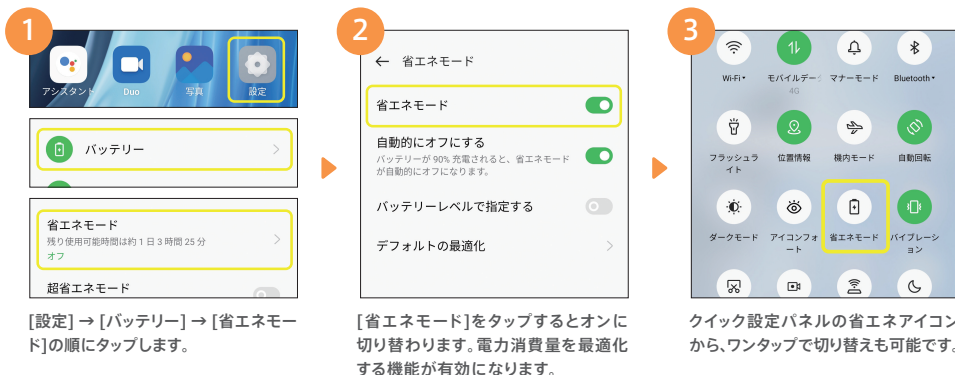 1
アシスタント Duo 写真 設定
バッテリー
省エネモード
残り使用可能時間は約 1 日 3 時間 25 分
オフ
超省エネモード
[設定] → [バッテリー] → [省エネモー
ド]の順にタップします。
2
← 省エネモード
省エネモード
自動的にオフにする
バッテリーが 90% 充電されると、省エネモード
が自動的にオフになります。
バッテリーレベルで指定する
デフォルトの最適化
[省エネモード]をタップするとオンに
切り替わります。電力消費量を最適化
する機能が有効になります。
3
Wi-Fi モバイルデー マナーモード Bluetooth
4G
フラッシュラ 位置情報 機内モード 自動回転
イト
ダークモード アイコンフォ 省エネモード バイブレーシ
ート ョン
クイック設定パネルの省エネアイコン
から、ワンタップで切り替えも可能です。